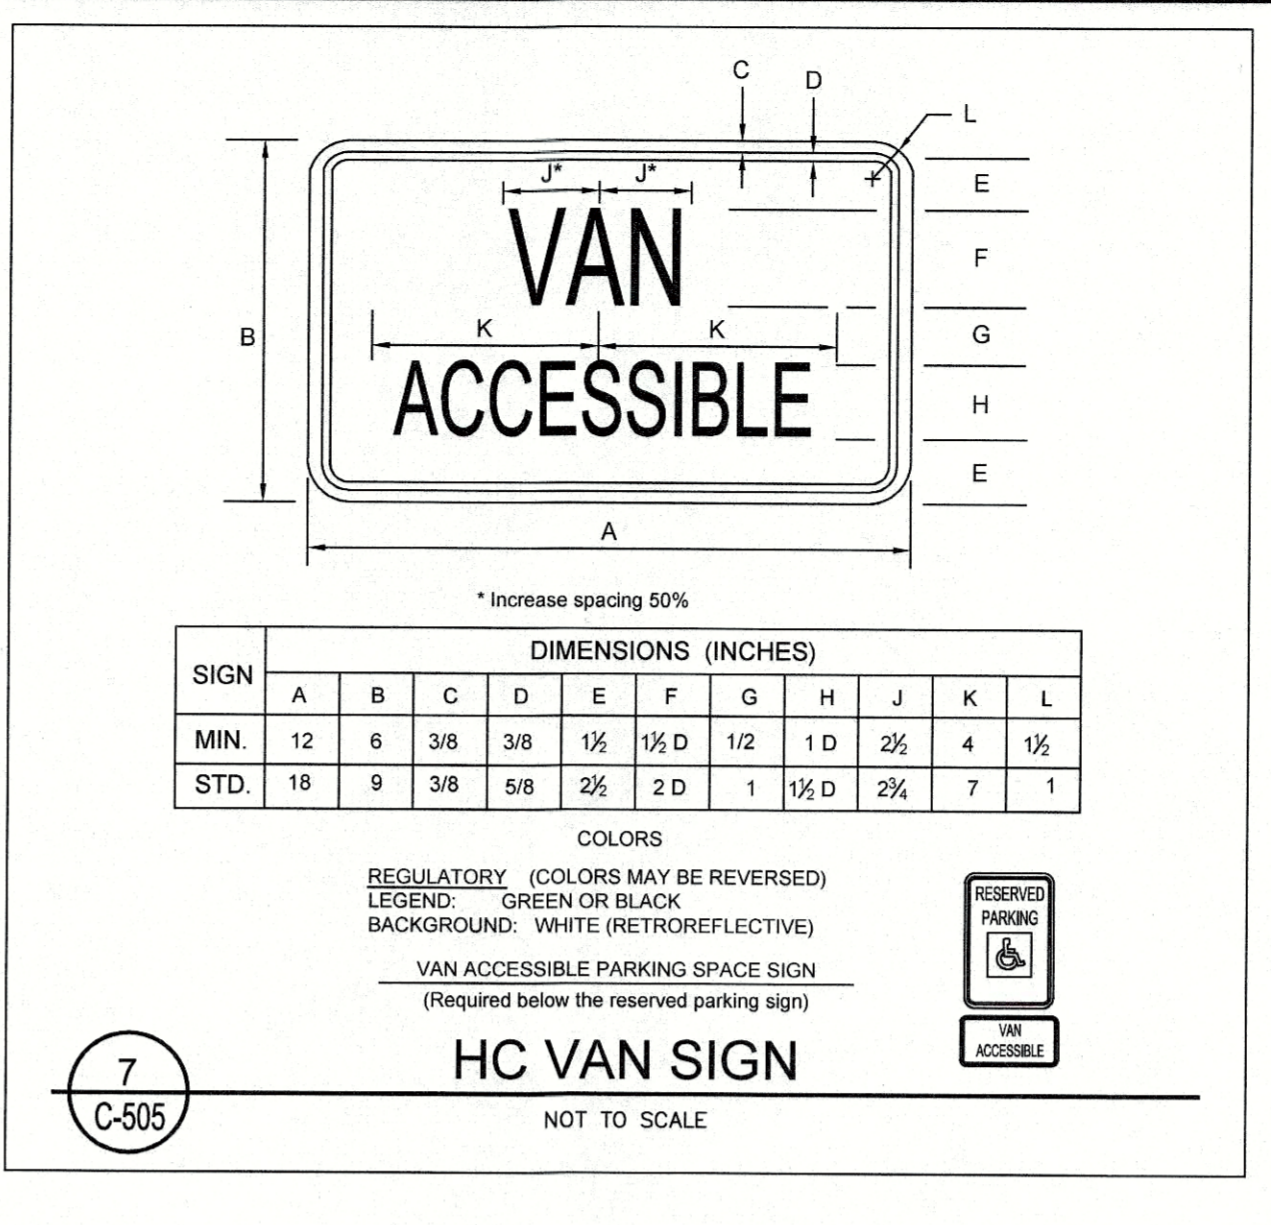 C
D
L
J*
J*
E
VAN
F
B
K
K
G
ACCESSIBLE
H
E
A
* Increase spacing 50%
SIGN
DIMENSIONS (INCHES)
A B C D E F G H J K L
MIN. 12 6 3/8 3/8 1½ 1½ D 1/2 1 D 2½ 4 1½
STD. 18 9 3/8 5/8 2½ 2 D 1 1½ D 2¾ 7 1
COLORS
REGULATORY (COLORS MAY BE REVERSED)
LEGEND: GREEN OR BLACK
BACKGROUND: WHITE (RETROREFLECTIVE)
VAN ACCESSIBLE PARKING SPACE SIGN
(Required below the reserved parking sign)
RESERVED
PARKING
VAN
ACCESSIBLE
HC VAN SIGN
7
C-505
NOT TO SCALE